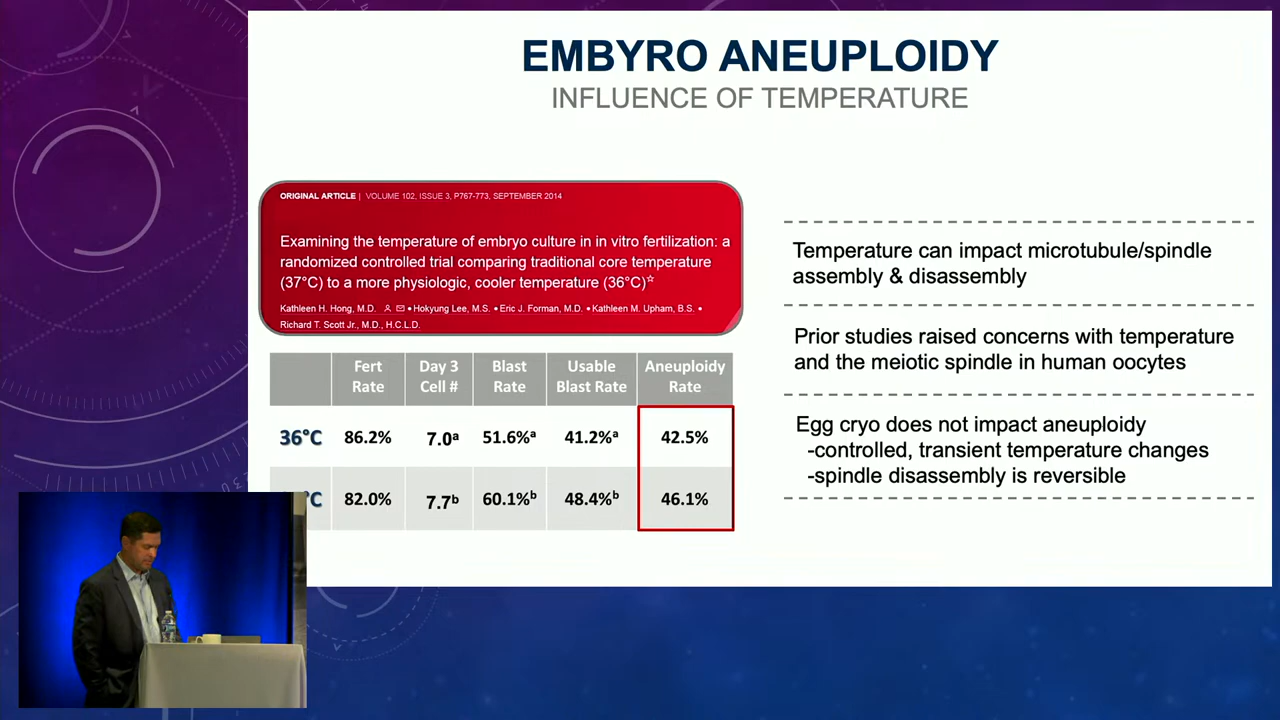 EMBYRO ANEUPLOIDY
INFLUENCE OF TEMPERATURE
ORIGINAL ARTICLE | VOLUME 102, ISSUE 3, P767-773, SEPTEMBER 2014
Examining the temperature of embryo culture in in vitro fertilization: a
randomized controlled trial comparing traditional core temperature
(37°C) to a more physiologic, cooler temperature (36°C)☆
Kathleen H. Hong, M.D. • Hokyung Lee, M.S. • Eric J. Forman, M.D. • Kathleen M. Upham, B.S. •
Richard T. Scott Jr., M.D., H.C.L.D.
Fert Rate Day 3 Cell # Blast Rate Usable Blast Rate Aneuploidy Rate
36°C 86.2% 7.0ᵃ 51.6%ᵃ 41.2%ᵃ 42.5%
°C 82.0% 7.7ᵇ 60.1%ᵇ 48.4%ᵇ 46.1%
Temperature can impact microtubule/spindle
assembly & disassembly
Prior studies raised concerns with temperature
and the meiotic spindle in human oocytes
Egg cryo does not impact aneuploidy
-controlled, transient temperature changes
-spindle disassembly is reversible